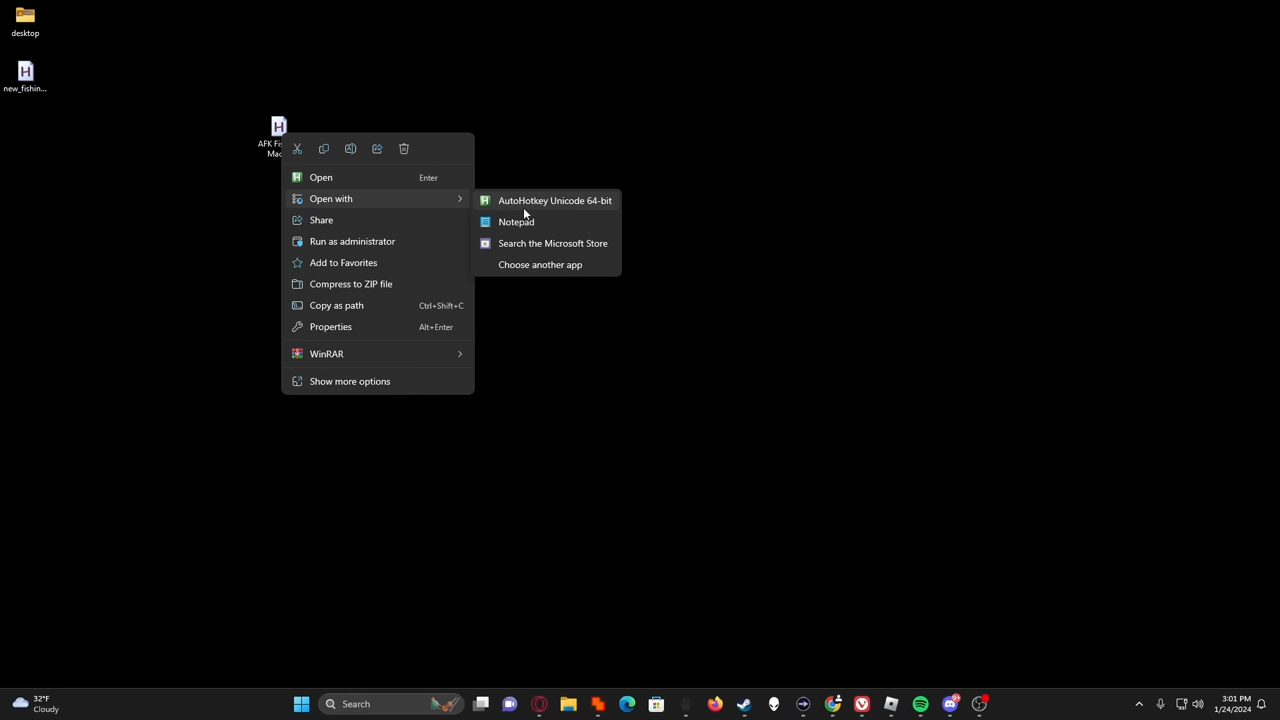 desktop
new_fishin...
AFK Fis
Mac
Open Enter
Open with
Share
Run as administrator
Add to Favorites
Compress to ZIP file
Copy as path Ctrl+Shift+C
Properties Alt+Enter
WinRAR
Show more options
AutoHotkey Unicode 64-bit
Notepad
Search the Microsoft Store
Choose another app
32°F
Cloudy
Search
9+
3:01 PM
1/24/2024